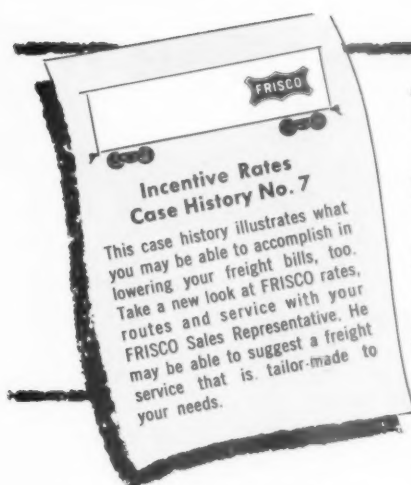 FRISCO
Incentive Rates
Case History No. 7
This case history illustrates what
you may be able to accomplish in
lowering your freight bills, too.
Take a new look at FRISCO rates,
routes and service with your
FRISCO Sales Representative. He
may be able to suggest a freight
service that is tailor-made to
your needs.